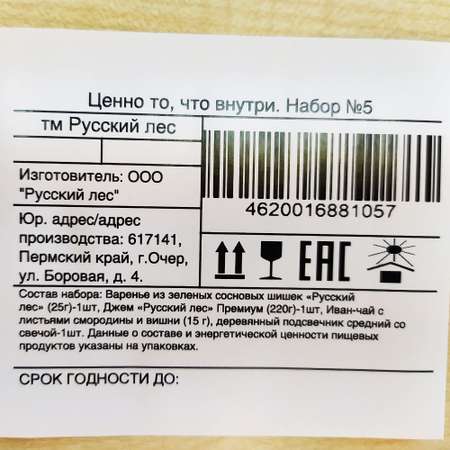 Ценно то, что внутри. Набор №5
тм Русский лес
Изготовитель: ООО
"Русский лес"
4620016881057
Юр. адрес/адрес
производства: 617141,
Пермский край, г.Очер,
ул. Боровая, д. 4.
EAC
Состав набора: Варенье из зеленых сосновых шишек «Русский
лес» (25г)-1шт, Джем «Русский лес» Премиум (220г)-1шт, Иван-чай с
листьями смородины и вишни (15 г), деревянный подсвечник средний со
свечой-1шт. Данные о составе и энергетической ценности пищевых
продуктов указаны на упаковках.
СРОК ГОДНОСТИ ДО: